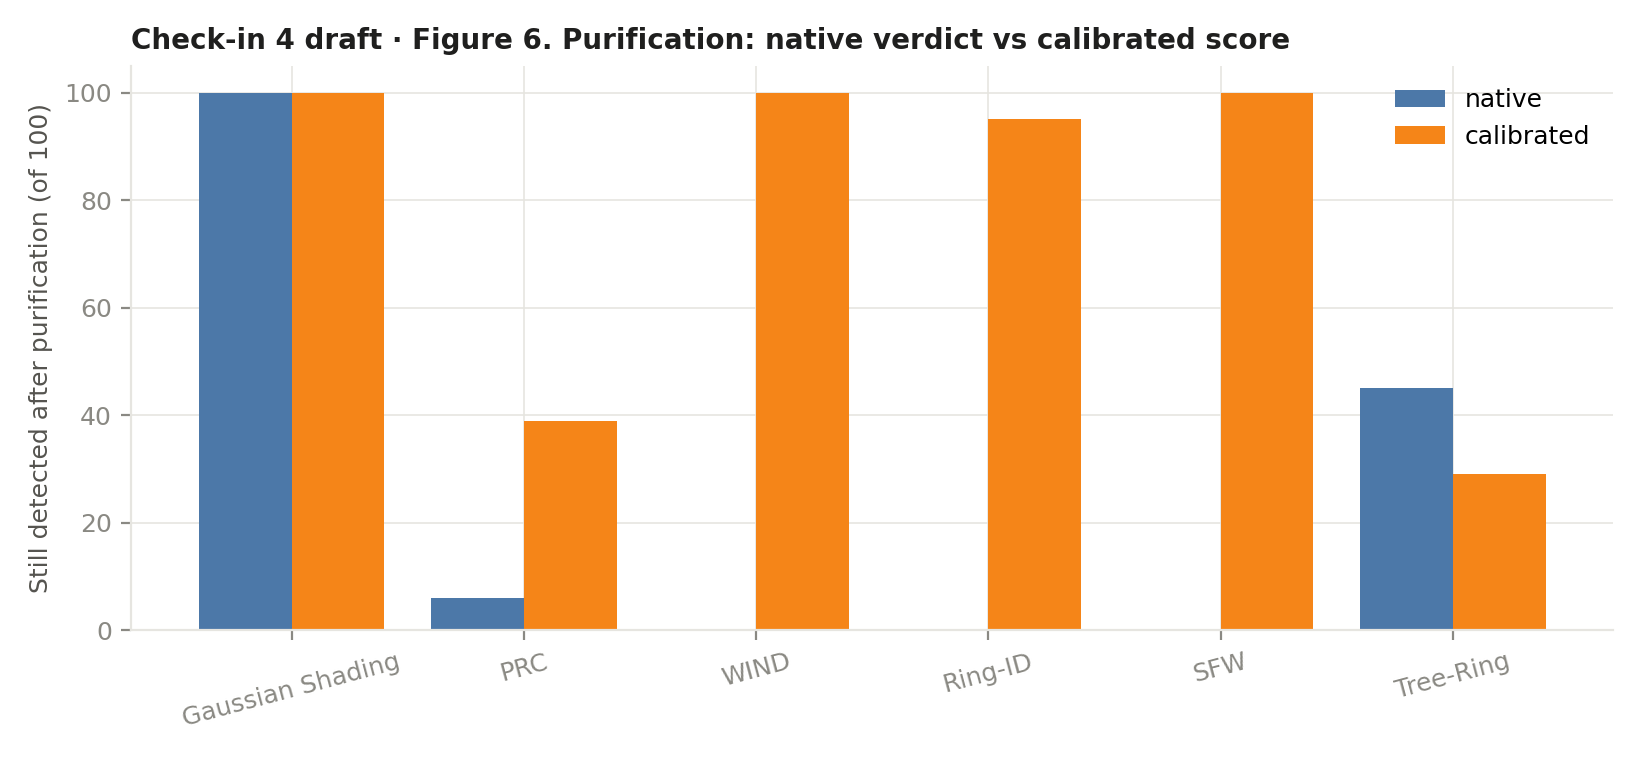 Check-in 4 draft · Figure 6. Purification: native verdict vs calibrated score
Still detected after purification (of 100)
100
80
60
40
20
0
native
calibrated
Gaussian Shading
PRC
WIND
Ring-ID
SFW
Tree-Ring